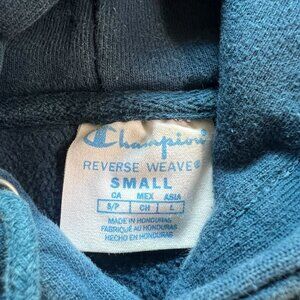 Champion
REVERSE WEAVE®
SMALL
CA MEX ASIA
S/P CH L
MADE IN HONDURAS
FABRIQUÉ AU HONDURAS
HECHO EN HONDURAS